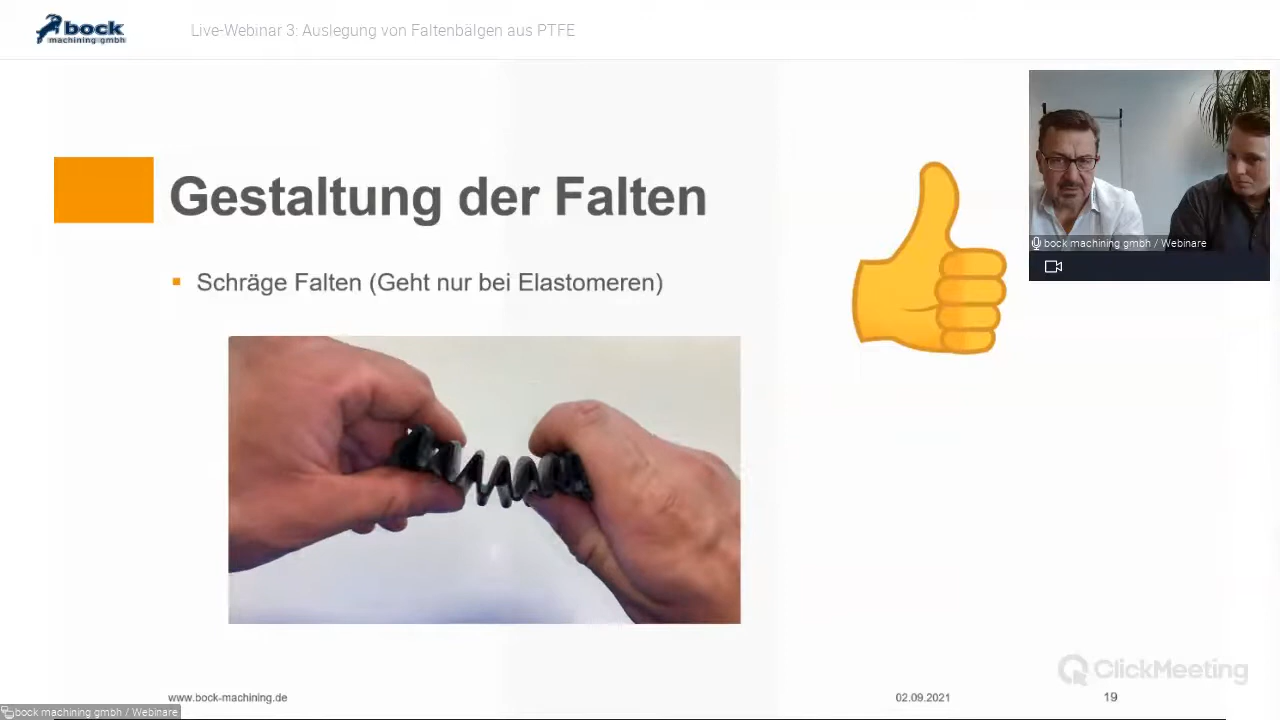 bock
machining gmbh
Live-Webinar 3: Auslegung von Faltenbälgen aus PTFE
Gestaltung der Falten
Schräge Falten (Geht nur bei Elastomeren)
bock machining gmbh / Webinare
ClickMeeting
www.bock-machining.de
02.09.2021
19
bock machining gmbh / Webinare